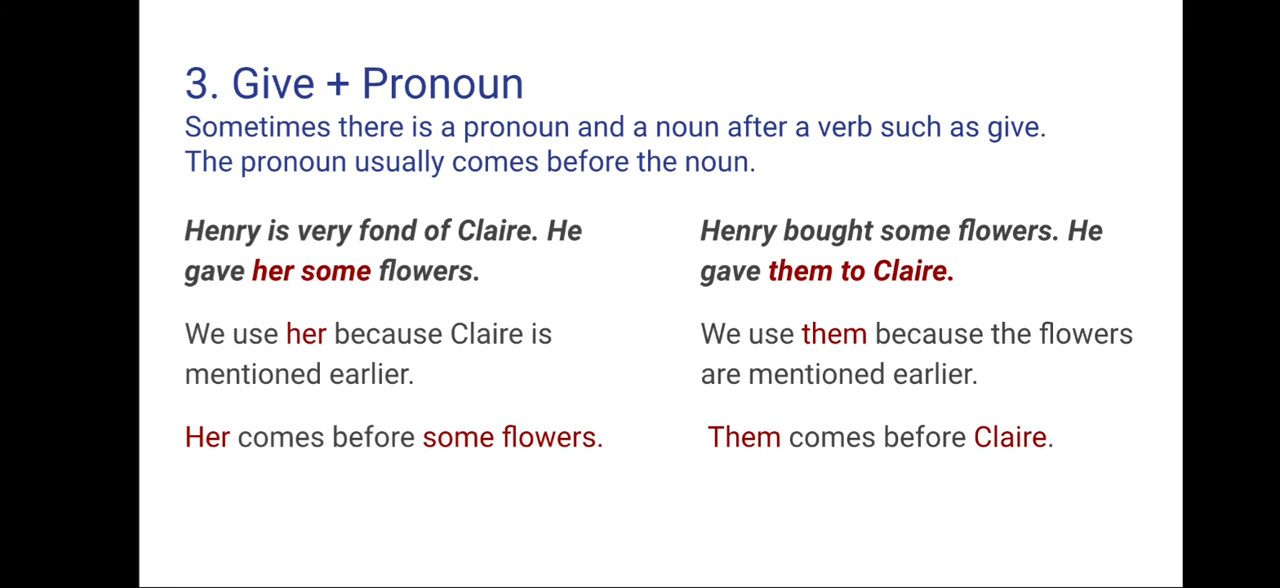 3. Give + Pronoun
Sometimes there is a pronoun and a noun after a verb such as give.
The pronoun usually comes before the noun.
Henry is very fond of Claire. He
gave her some flowers.
We use her because Claire is
mentioned earlier.
Her comes before some flowers.
Henry bought some flowers. He
gave them to Claire.
We use them because the flowers
are mentioned earlier.
Them comes before Claire.